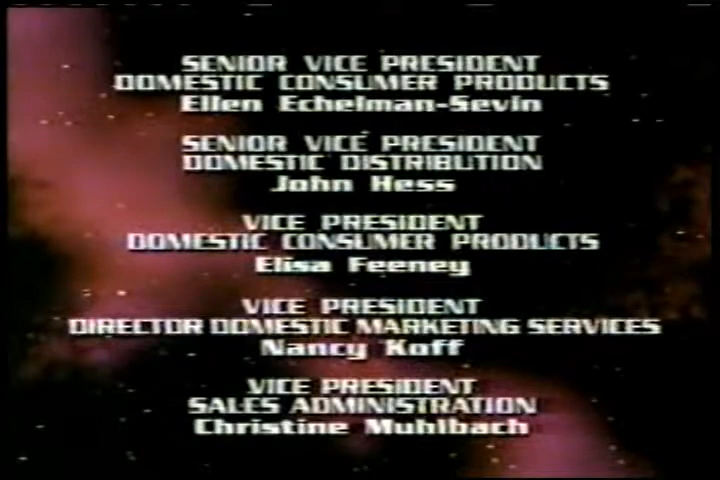 SENIOR VICE PRESIDENT
DOMESTIC CONSUMER PRODUCTS
Ellen Echelman-Sevin
SENIOR VICE PRESIDENT
DOMESTIC DISTRIBUTION
John Hess
VICE PRESIDENT
DOMESTIC CONSUMER PRODUCTS
Elisa Feeney
VICE PRESIDENT
DIRECTOR DOMESTIC MARKETING SERVICES
Nancy Koff
VICE PRESIDENT
SALES ADMINISTRATION
Christine Muhlbach